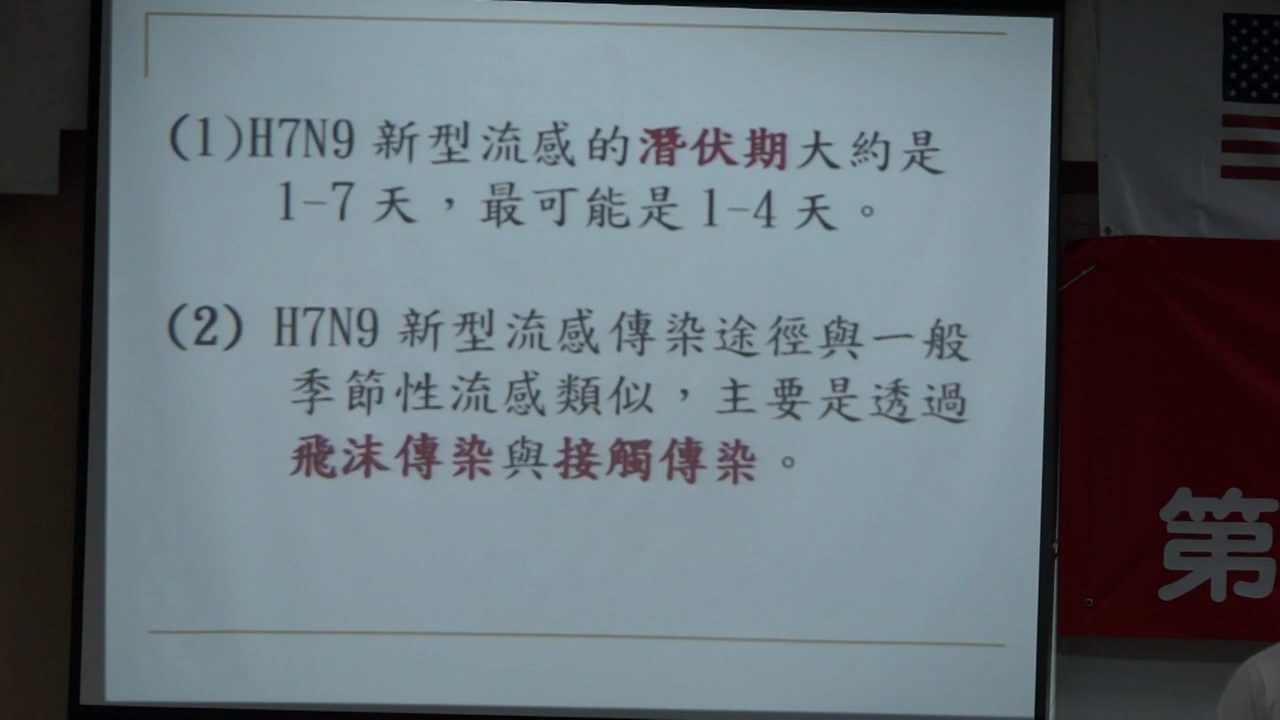 (1)H7N9 新型流感的潛伏期大約是
1-7 天，最可能是 1-4 天。
(2) H7N9 新型流感傳染途徑與一般
季節性流感類似，主要是透過
飛沫傳染與接觸傳染。
第